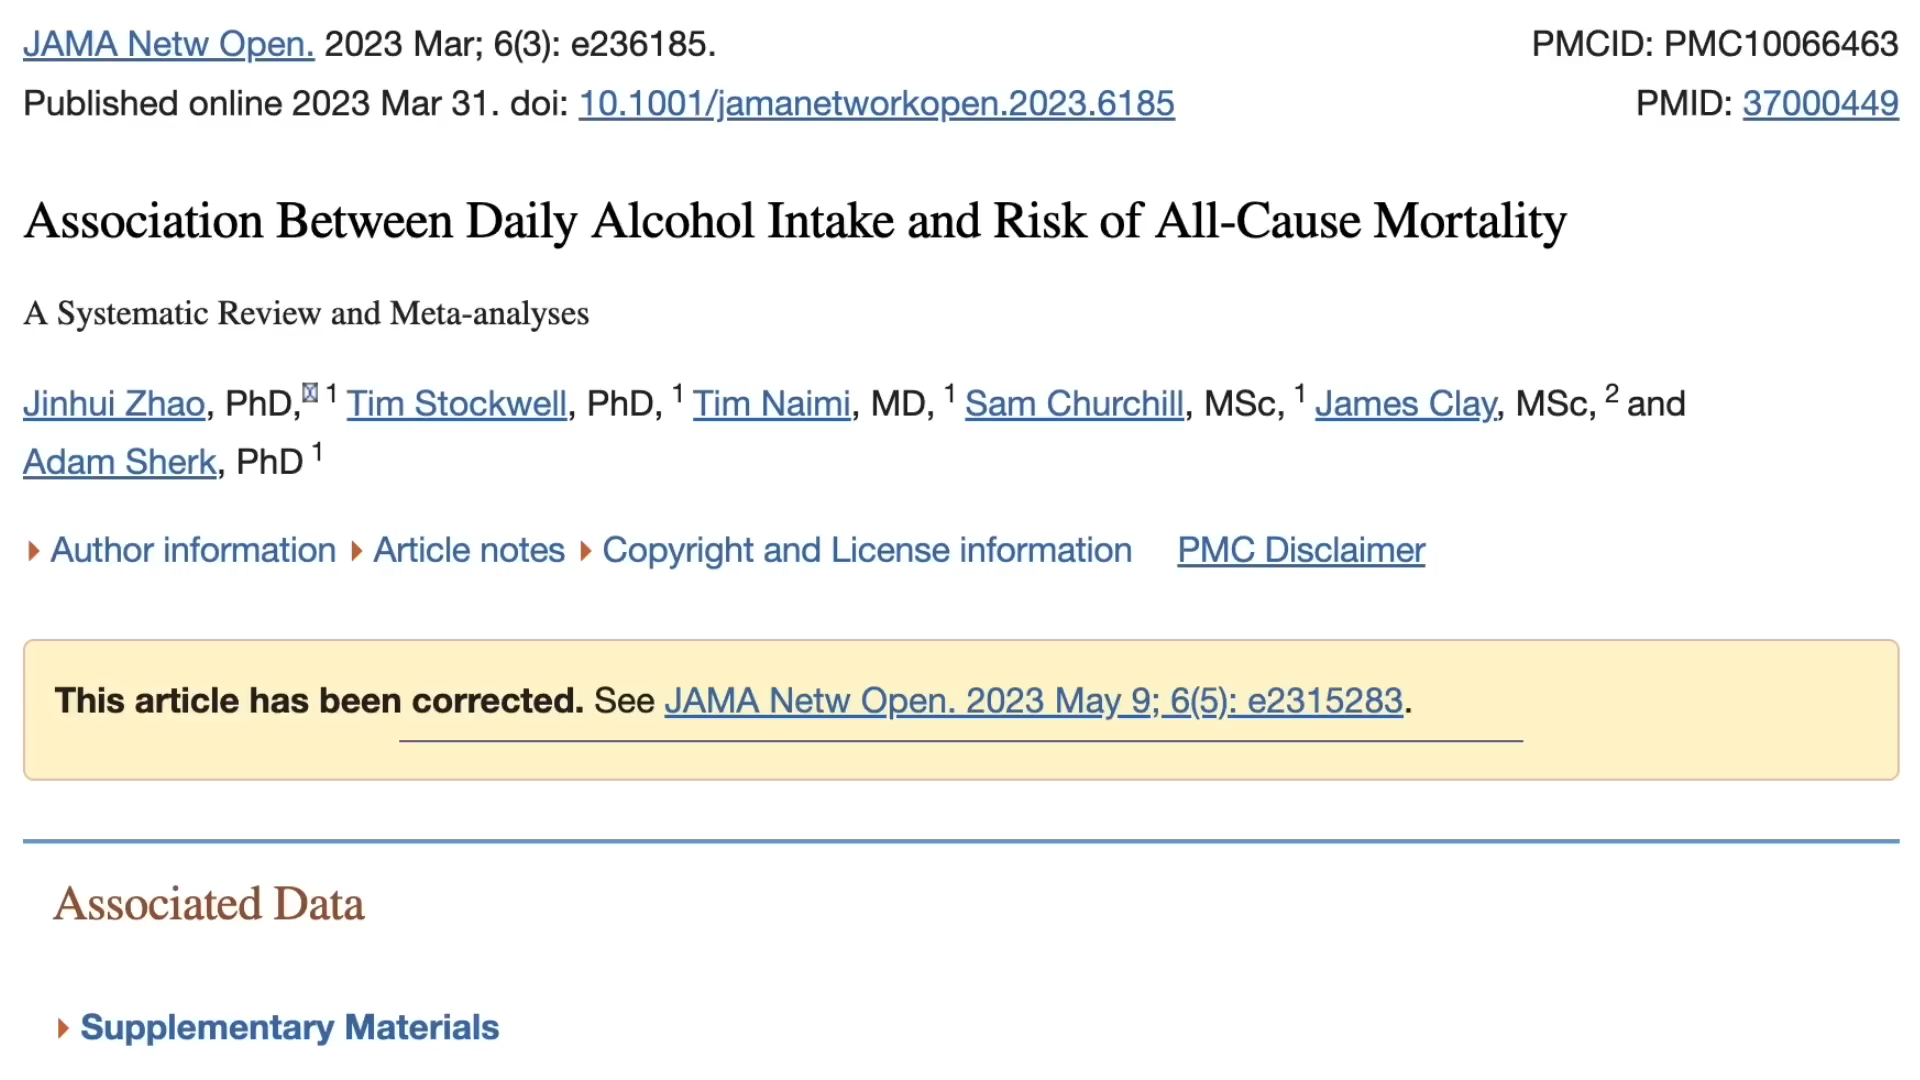 JAMA Netw Open. 2023 Mar; 6(3): e236185. PMCID: PMC10066463
Published online 2023 Mar 31. doi: 10.1001/jamanetworkopen.2023.6185 PMID: 37000449
Association Between Daily Alcohol Intake and Risk of All-Cause Mortality
A Systematic Review and Meta-analyses
Jinhui Zhao, PhD, 1 Tim Stockwell, PhD, 1 Tim Naimi, MD, 1 Sam Churchill, MSc, 1 James Clay, MSc, 2 and
Adam Sherk, PhD 1
Author information Article notes Copyright and License information PMC Disclaimer
This article has been corrected. See JAMA Netw Open. 2023 May 9; 6(5): e2315283.
Associated Data
Supplementary Materials